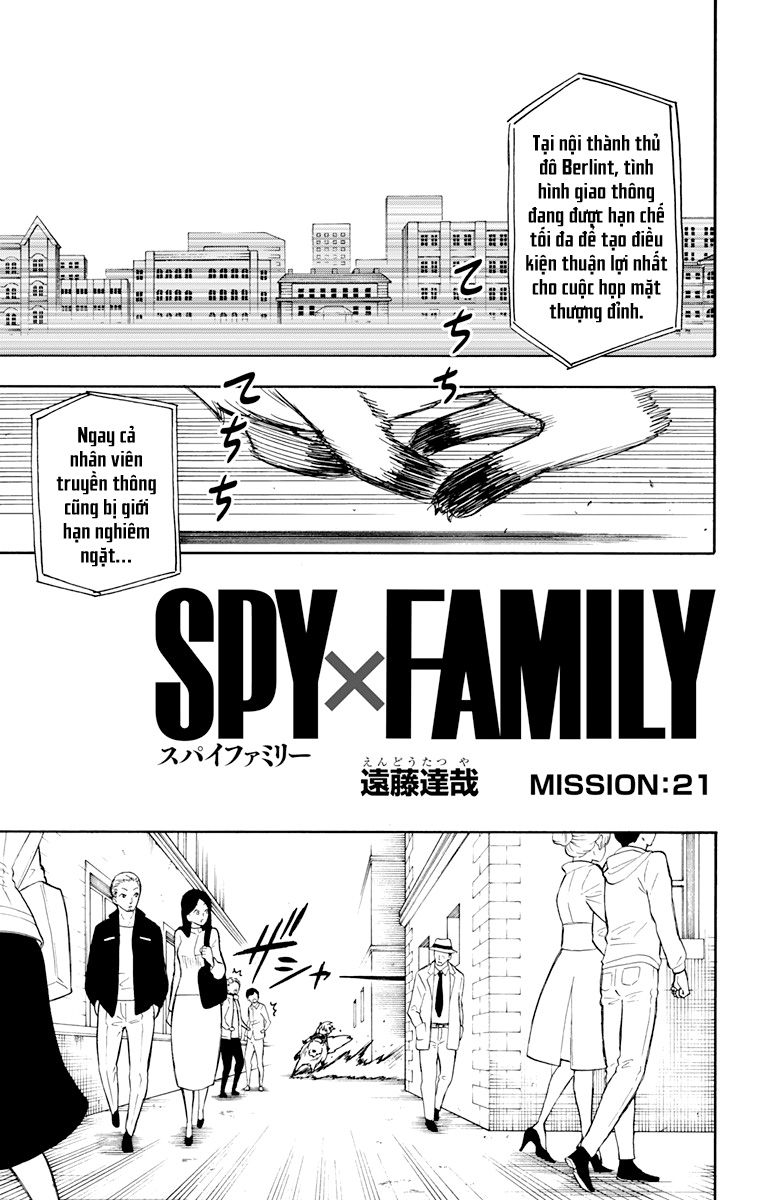 Tại nội thành thủ
đô Berlint, tình
hình giao thông
đang được hạn chế
tối đa để tạo điều
kiện thuận lợi nhất
cho cuộc họp mặt
thượng đỉnh.
てちち
てちち
Ngay cả
nhân viên
truyền thông
cũng bị giới
hạn nghiêm
ngặt...
SPY×FAMILY
スパイファミリー
えんどうたつ や
遠藤達哉 MISSION:21
ザシャ